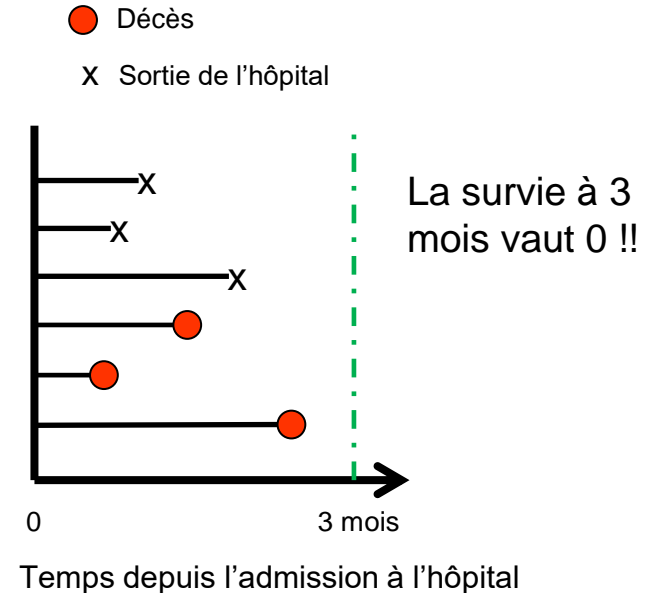 Décès
x Sortie de l'hôpital
x
x
x
La survie à 3
mois vaut 0 !!
0
3 mois
Temps depuis l'admission à l'hôpital